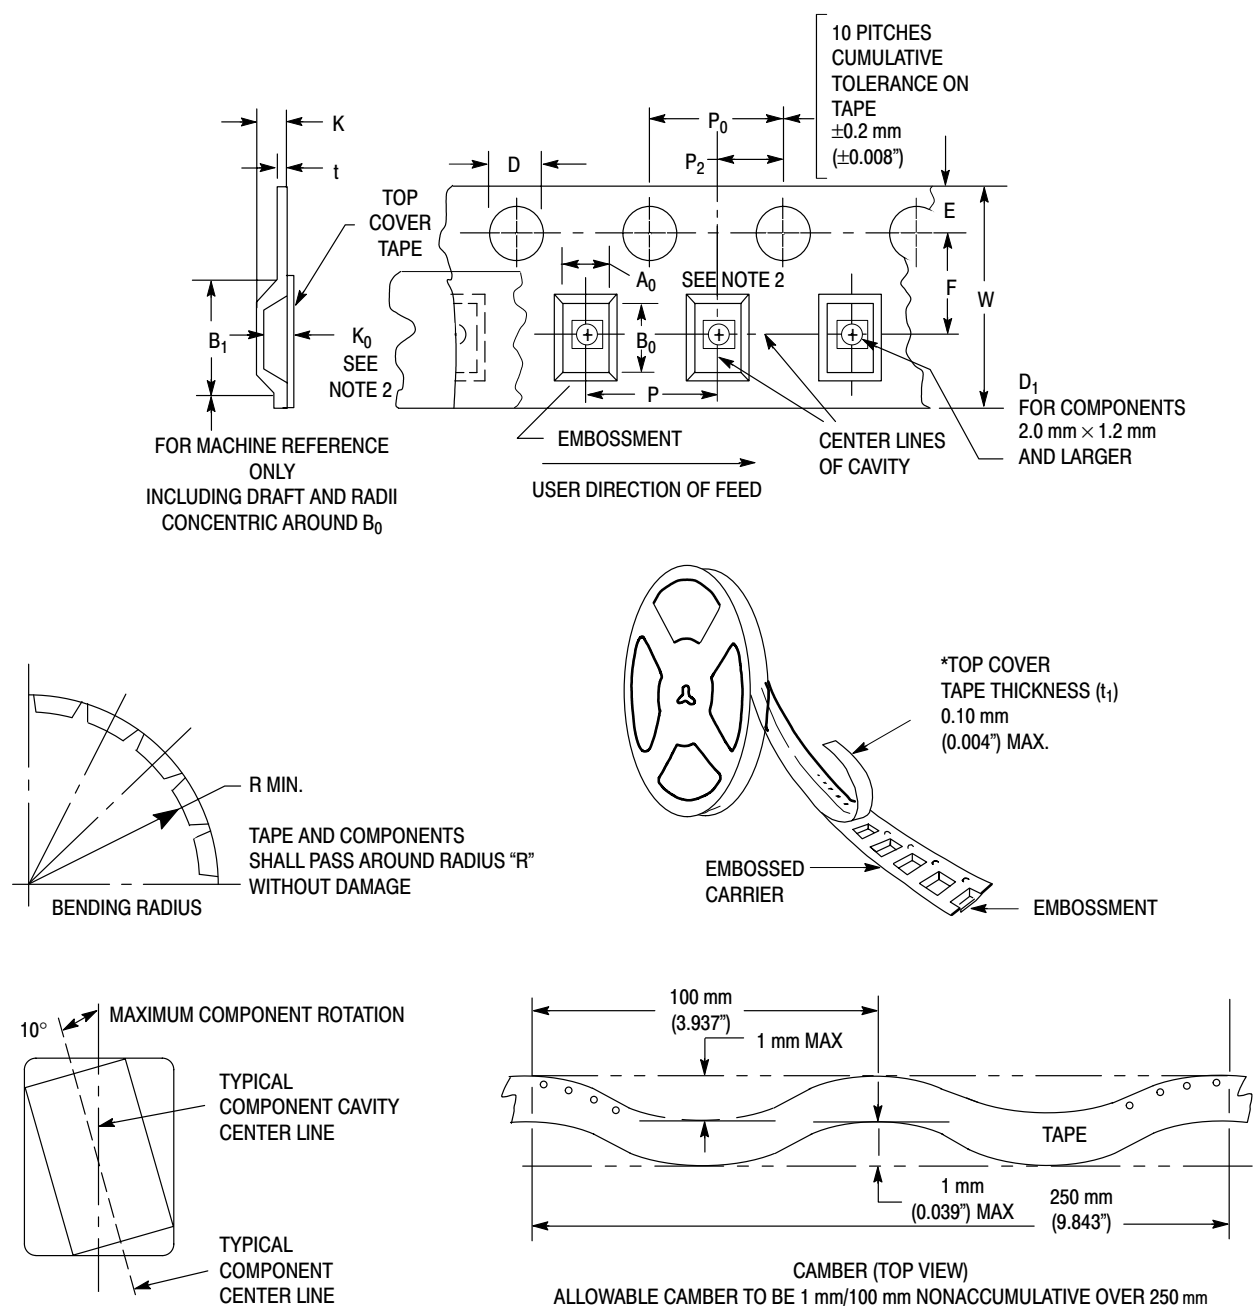 10 PITCHES
CUMULATIVE
TOLERANCE ON
TAPE
±0.2 mm
(±0.008")
K
t
P0
P2
D
E
TOP
COVER
TAPE
A0
SEE NOTE 2
F
W
B1
K0
SEE
NOTE 2
B0
P
D1
FOR COMPONENTS
2.0 mm × 1.2 mm
AND LARGER
EMBOSSMENT
CENTER LINES
OF CAVITY
FOR MACHINE REFERENCE
ONLY
INCLUDING DRAFT AND RADII
CONCENTRIC AROUND B0
USER DIRECTION OF FEED
*TOP COVER
TAPE THICKNESS (t1)
0.10 mm
(0.004") MAX.
R MIN.
TAPE AND COMPONENTS
SHALL PASS AROUND RADIUS “R”
WITHOUT DAMAGE
BENDING RADIUS
EMBOSSED
CARRIER
EMBOSSMENT
10°
MAXIMUM COMPONENT ROTATION
TYPICAL
COMPONENT CAVITY
CENTER LINE
TYPICAL
COMPONENT
CENTER LINE
100 mm
(3.937")
1 mm MAX
TAPE
1 mm
(0.039") MAX
250 mm
(9.843")
CAMBER (TOP VIEW)
ALLOWABLE CAMBER TO BE 1 mm/100 mm NONACCUMULATIVE OVER 250 mm